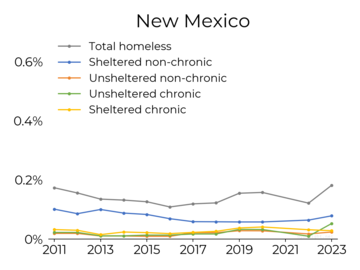 New Mexico
Total homeless
Sheltered non-chronic
Unsheltered non-chronic
Unsheltered chronic
Sheltered chronic
0.6%
0.4%
0.2%
0%
2011 2013 2015 2017 2019 2021 2023